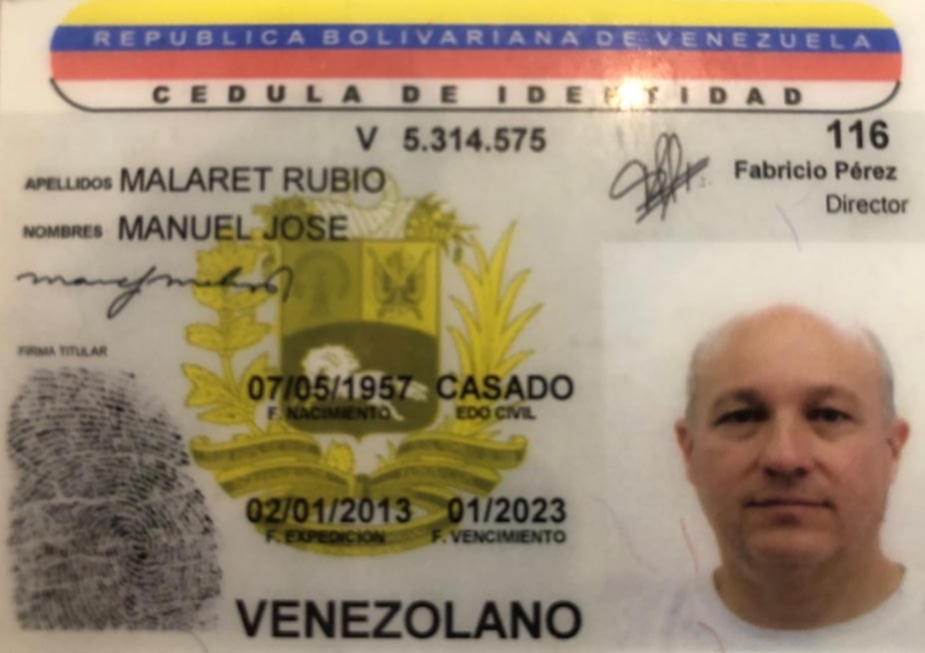 REPUBLICA BOLIVARIANA DE VENEZUELA
CEDULA DE IDENTIDAD
V 5.314.575
116
Fabricio Pérez
Director
APELLIDOS MALARET RUBIO
NOMBRES MANUEL JOSE
FIRMA TITULAR
07/05/1957 CASADO
F. NACIMIENTO EDO CIVIL
02/01/2013 01/2023
F. EXPEDICION F. VENCIMIENTO
VENEZOLANO